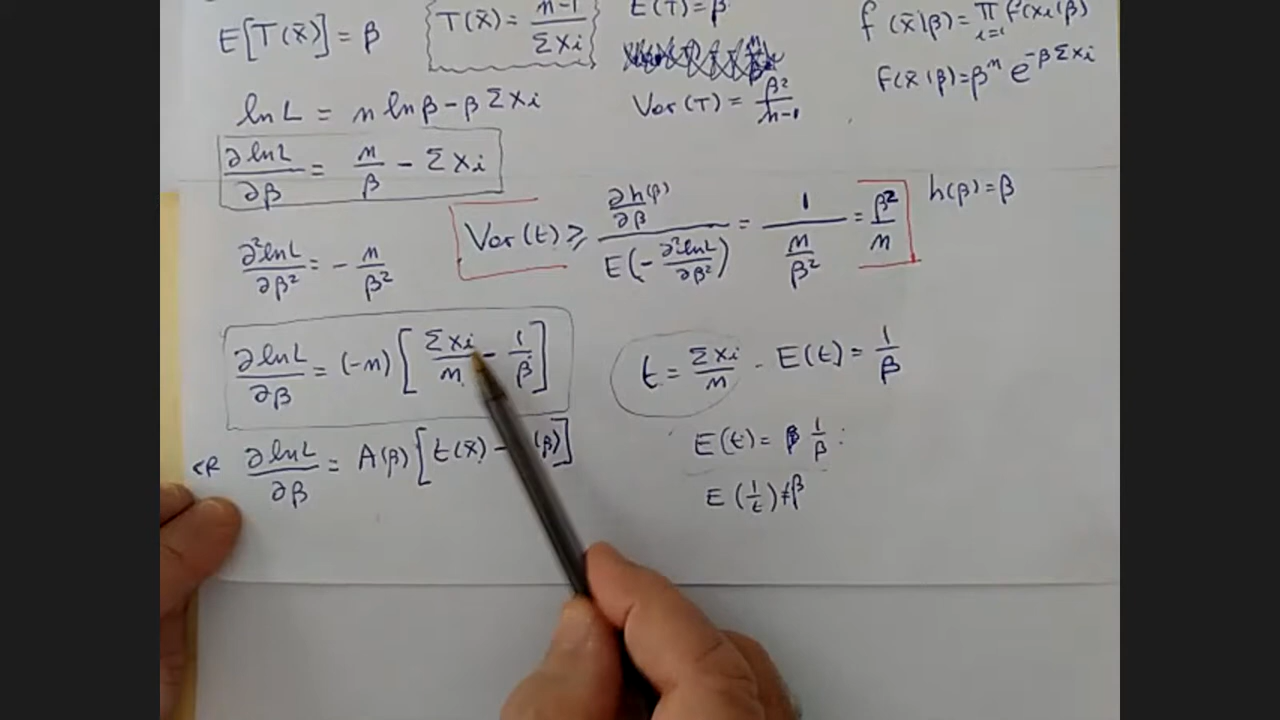 E[T(x̄)] = β
T(x̄) = n-1 / Σxi
E(T) = β
Var(T) = β² / n-1
f(x̄|β) = π i=1 f(xi|β)
f(x̄|β) = βⁿ e^(-βΣxi)
ln L = n ln β - β Σxi
∂lnL / ∂β = n / β - Σxi
∂²lnL / ∂β² = - n / β²
Var(t) ≥ ∂h(β) / ∂β / E(- ∂²lnL / ∂β²) = 1 / n / β² = β² / n
h(β) = β
∂lnL / ∂β = (-n) [Σxi / n - 1 / β]
t = Σxi / n - E(t) = 1 / β
CR ∂lnL / ∂β = A(β) [t(x̄) - (β)]
E(t) = 1 / β :
E(1 / t) ≠ β